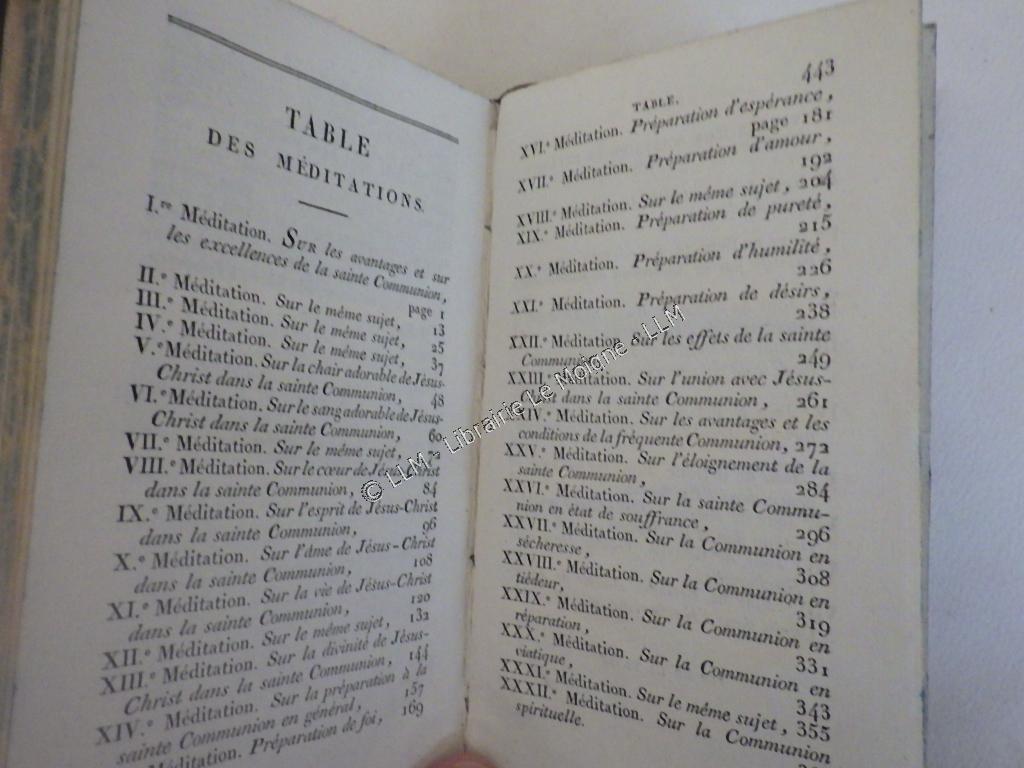 TABLE
DES MÉDITATIONS.
I.re Méditation. SUR les avantages et sur
les excellences de la sainte Communion,
page 1
II.e Méditation. Sur le même sujet, 13
III.e Méditation. Sur le même sujet, 25
IV.e Méditation. Sur le même sujet, 37
V.e Méditation. Sur la chair adorable de Jésus-
Christ dans la sainte Communion, 48
VI.e Méditation. Sur le sang adorable de Jésus-
Christ dans la sainte Communion, 60
VII.e Méditation. Sur le même sujet,
VIII.e Méditation. Sur le cœur de Jésus-Christ
dans la sainte Communion, 84
IX.e Méditation. Sur l'esprit de Jésus-Christ
dans la sainte Communion, 96
X.e Méditation. Sur l'âme de Jésus-Christ
dans la sainte Communion, 108
XI.e Méditation. Sur la vie de Jésus-Christ
dans la sainte Communion, 120
XII.e Méditation. Sur le même sujet, 132
XIII.e Méditation. Sur la divinité de Jésus-
Christ dans la sainte Communion, 144
XIV.e Méditation. Sur la préparation à la
sainte Communion en général, 157
Méditation. Préparation de foi, 169
TABLE. 443
XVI.e Méditation. Préparation d'espérance,
page 181
XVII.e Méditation. Préparation d'amour,
192
XVIII.e Méditation. Sur le même sujet, 204
XIX.e Méditation. Préparation de pureté,
215
XX.e Méditation. Préparation d'humilité,
226
XXI.e Méditation. Préparation de désirs,
238
XXII.e Méditation. Sur les effets de la sainte
Communion, 249
XXIII.e Méditation. Sur l'union avec Jésus-
Christ dans la sainte Communion, 261
XXIV.e Méditation. Sur les avantages et les
conditions de la fréquente Communion, 272
XXV.e Méditation. Sur l'éloignement de la
sainte Communion, 284
XXVI.e Méditation. Sur la sainte Commu-
nion en état de souffrance, 296
XXVII.e Méditation. Sur la Communion en
sécheresse, 308
XXVIII.e Méditation. Sur la Communion en
tiédeur, 319
XXIX.e Méditation. Sur la Communion en
réparation, 331
XXX.e Méditation. Sur la Communion en
viatique, 343
XXXI.e Méditation. Sur le même sujet, 355
XXXII.e Méditation. Sur la Communion
spirituelle.
© LLM - Librairie Le Moigne - LLM